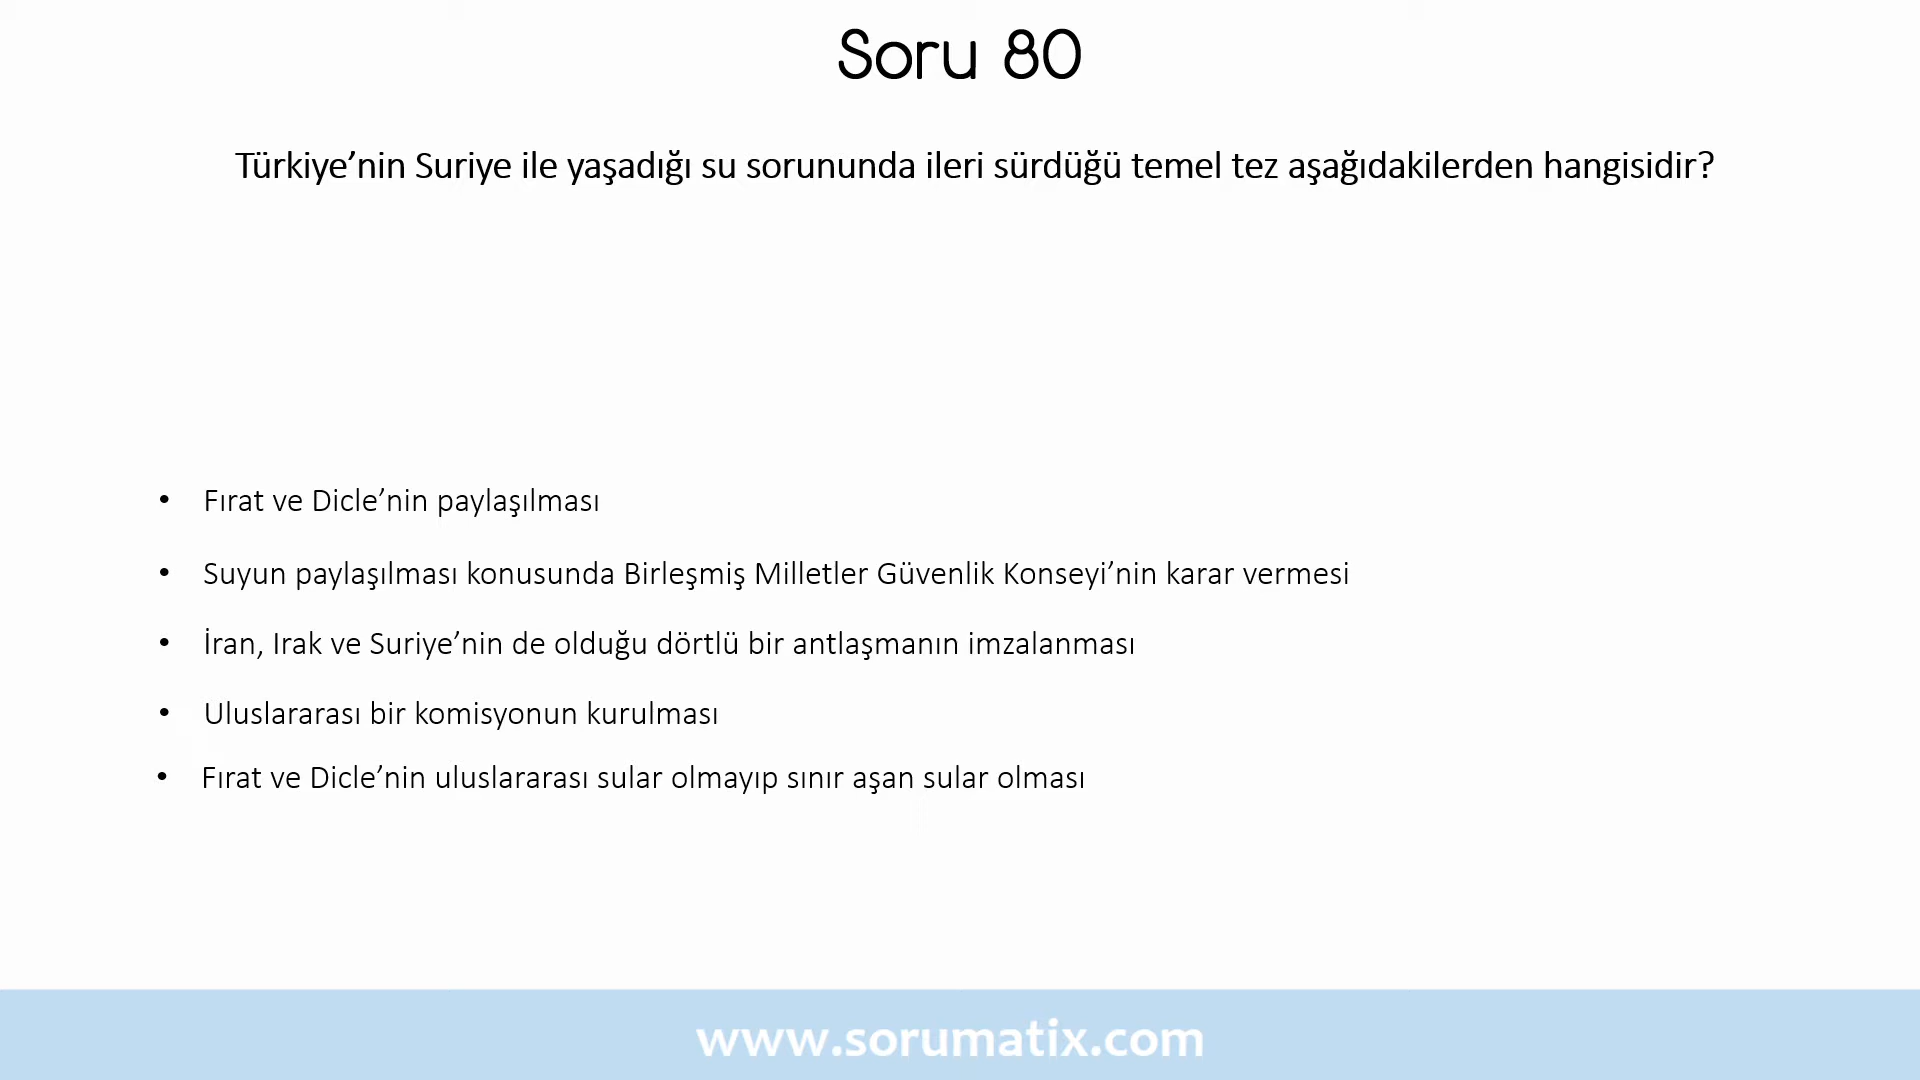 Soru 80
Türkiye’nin Suriye ile yaşadığı su sorununda ileri sürdüğü temel tez aşağıdakilerden hangisidir?
• Fırat ve Dicle’nin paylaşılması
• Suyun paylaşılması konusunda Birleşmiş Milletler Güvenlik Konseyi’nin karar vermesi
• İran, Irak ve Suriye’nin de olduğu dörtlü bir antlaşmanın imzalanması
• Uluslararası bir komisyonun kurulması
• Fırat ve Dicle’nin uluslararası sular olmayıp sınır aşan sular olması
www.sorumatix.com